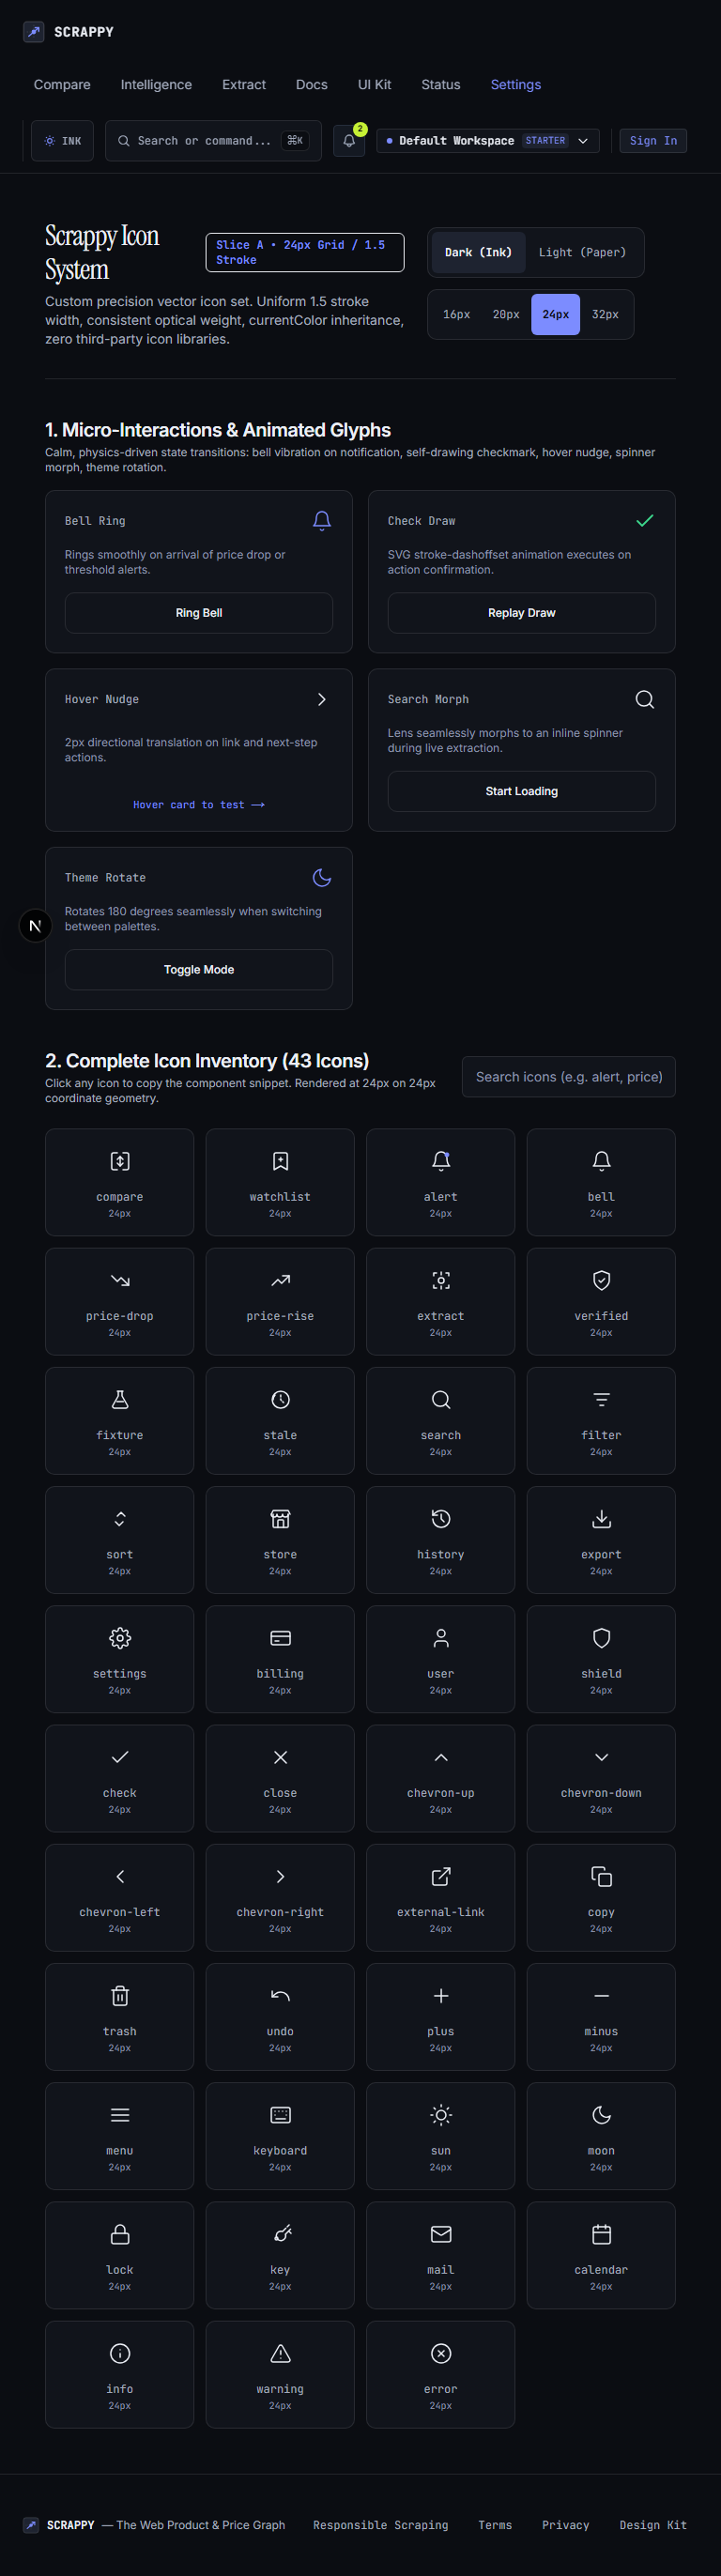 SCRAPPY
Compare Intelligence Extract Docs UI Kit Status Settings
INK Search or command... ⌘K 2 Default Workspace STARTER Sign In
Scrappy Icon
System
Slice A • 24px Grid / 1.5
Stroke
Custom precision vector icon set. Uniform 1.5 stroke
width, consistent optical weight, currentColor inheritance,
zero third-party icon libraries.
Dark (Ink) Light (Paper)
16px 20px 24px 32px
1. Micro-Interactions & Animated Glyphs
Calm, physics-driven state transitions: bell vibration on notification, self-drawing checkmark, hover nudge, spinner
morph, theme rotation.
Bell Ring
Rings smoothly on arrival of price drop or
threshold alerts.
Ring Bell
Check Draw
SVG stroke-dashoffset animation executes on
action confirmation.
Replay Draw
Hover Nudge
2px directional translation on link and next-step
actions.
Hover card to test →
Search Morph
Lens seamlessly morphs to an inline spinner
during live extraction.
Start Loading
Theme Rotate
Rotates 180 degrees seamlessly when switching
between palettes.
Toggle Mode
N
2. Complete Icon Inventory (43 Icons)
Click any icon to copy the component snippet. Rendered at 24px on 24px
coordinate geometry.
Search icons (e.g. alert, price)
compare watchlist alert bell
24px 24px 24px 24px
price-drop price-rise extract verified
24px 24px 24px 24px
fixture stale search filter
24px 24px 24px 24px
sort store history export
24px 24px 24px 24px
settings billing user shield
24px 24px 24px 24px
check close chevron-up chevron-down
24px 24px 24px 24px
chevron-left chevron-right external-link copy
24px 24px 24px 24px
trash undo plus minus
24px 24px 24px 24px
menu keyboard sun moon
24px 24px 24px 24px
lock key mail calendar
24px 24px 24px 24px
info warning error
24px 24px 24px
SCRAPPY — The Web Product & Price Graph Responsible Scraping Terms Privacy Design Kit